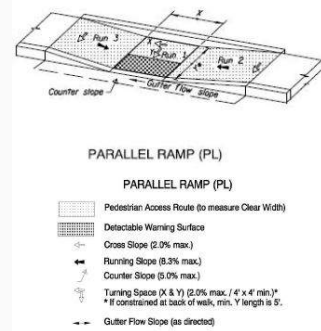 X
Run 3
X
Y
Run 1
Run 2
Counter slope
Gutter Flow slope
PARALLEL RAMP (PL)
PARALLEL RAMP (PL)
Pedestrian Access Route (to measure Clear Width)
Detectable Warning Surface
Cross Slope (2.0% max.)
Running Slope (8.3% max.)
Counter Slope (5.0% max.)
Turning Space (X & Y) (2.0% max. / 4' x 4' min.)*
* If constrained at back of walk, min. Y length is 5'.
Gutter Flow Slope (as directed)